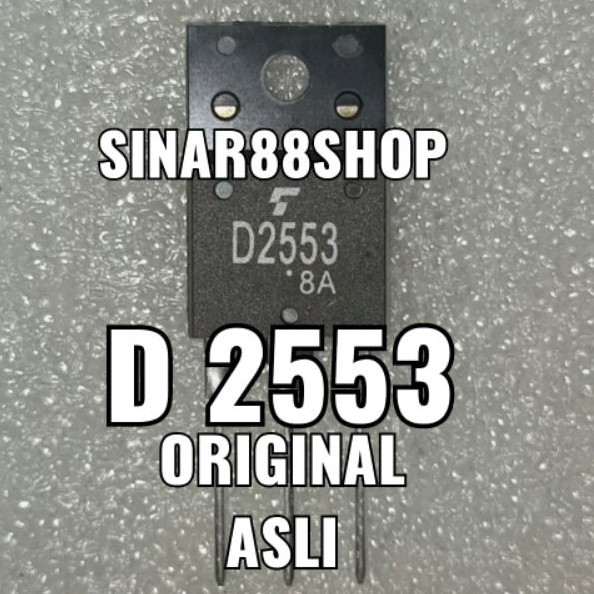 SINAR88SHOP
D2553
8A
D 2553
ORIGINAL
ASLI